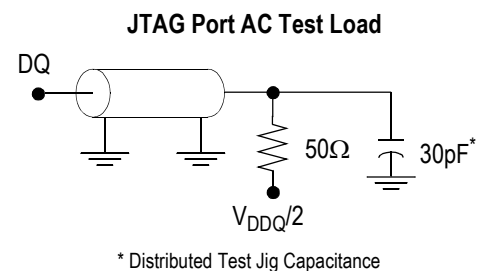 JTAG Port AC Test Load
DQ
50Ω
30pF*
VDDQ/2
* Distributed Test Jig Capacitance